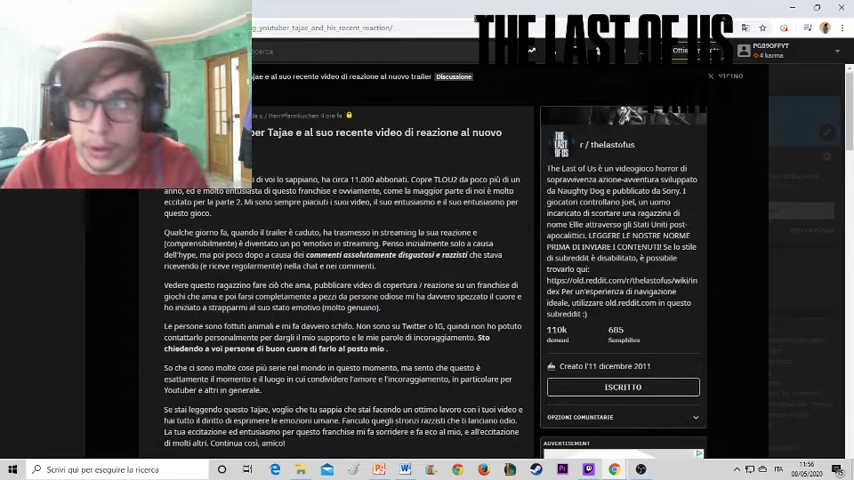 g_youtuber_tajae_and_his_recent_reaction/
THE LAST OF US
cerca
PG89OFFYT
4 karma
aje e al suo recente video di reazione al nuovo trailer Discussione
VICINO
da u / HerrPfannkuchen 4 ore fa
ber Tajae e al suo recente video di reazione al nuovo
di voi lo sappiano, ha circa 11.000 abbonati. Copre TLOU2 da poco più di un
anno, ed è molto entusiasta di questo franchise e ovviamente, come la maggior parte di noi è molto
eccitato per la parte 2. Mi sono sempre piaciuti i suoi video, il suo entusiasmo e il suo entusiasmo per
questo gioco.
Qualche giorno fa, quando il trailer è caduto, ha trasmesso in streaming la sua reazione e
(comprensibilmente) è diventato un po 'emotivo in streaming. Penso inizialmente solo a causa
dell'hype, ma poi poco dopo a causa dei commenti assolutamente disgustosi e razzisti che stava
ricevendo (e riceve regolarmente) nella chat e nei commenti.
Vedere questo ragazzino fare ciò che ama, pubblicare video di copertura / reazione su un franchise di
giochi che ama e poi farsi completamente a pezzi da persone odiose mi ha davvero spezzato il cuore e
ho iniziato a strapparmi al suo stato emotivo (molto genuino).
Le persone sono fottuti animali e mi fa davvero schifo. Non sono su Twitter o IG, quindi non ho potuto
contattarlo personalmente per dargli il mio supporto e le mie parole di incoraggiamento. Sto
chiedendo a voi persone di buon cuore di farlo al posto mio .
So che ci sono molte cose più serie nel mondo in questo momento, ma sento che questo è
esattamente il momento e il luogo in cui condividere l'amore e l'incoraggiamento, in particolare per
Youtuber e altri in generale.
Se stai leggendo questo Tajae, voglio che tu sappia che stai facendo un ottimo lavoro con i tuoi video e
hai tutto il diritto di esprimere le emozioni umane. Fanculo quegli stronzi razzisti che ti lanciano odio.
La tua eccitazione ed entusiasmo per questo franchise mi fa sorridere e fa eco al mio, e all'eccitazione
di molti altri. Continua così, amico!
r / thelastofus
The Last of Us è un videogioco horror di
sopravvivenza azione-avventura sviluppato
da Naughty Dog e pubblicato da Sony. I
giocatori controllano Joel, un uomo
incaricato di scortare una ragazzina di
nome Ellie attraverso gli Stati Uniti post-
apocalittici. LEGGERE LE NOSTRE NORME
PRIMA DI INVIARE I CONTENUTI! Se lo stile
di subreddit è disabilitato, è possibile
trovarlo qui:
https://old.reddit.com/r/thelastofus/wiki/in
dex Per un'esperienza di navigazione
ideale, utilizzare old.reddit.com in questo
subreddit :)
110k 685
demoni Seraphites
Creato l'11 dicembre 2011
ISCRITTO
OPZIONI COMUNITARIE
ADVERTISEMENT
Scrivi qui per eseguire la ricerca
ITA
11:56
08/05/2020